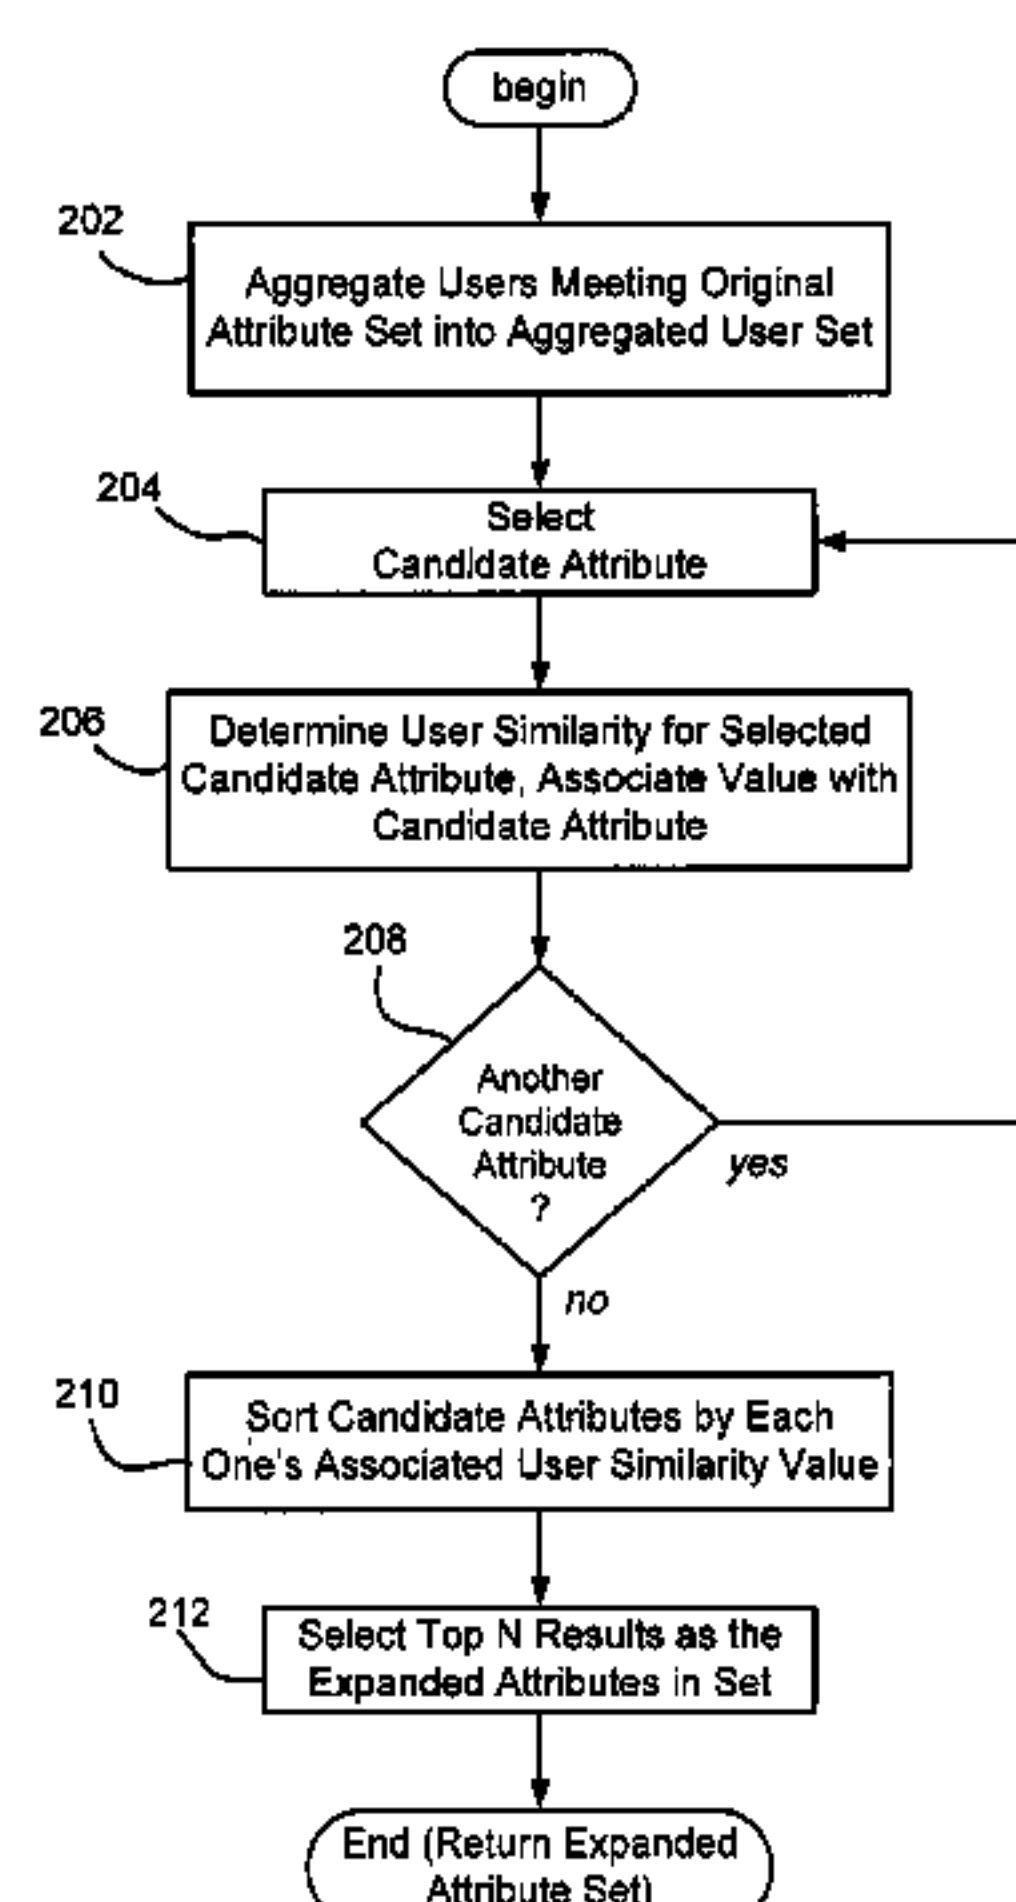 begin
202
Aggregate Users Meeting Original
Attribute Set into Aggregated User Set
204
Select
Candidate Attribute
206
Determine User Similarity for Selected
Candidate Attribute, Associate Value with
Candidate Attribute
208
Another
Candidate
Attribute
?
yes
no
210
Sort Candidate Attributes by Each
One's Associated User Similarity Value
212
Select Top N Results as the
Expanded Attributes in Set
End (Return Expanded
Attribute Set)